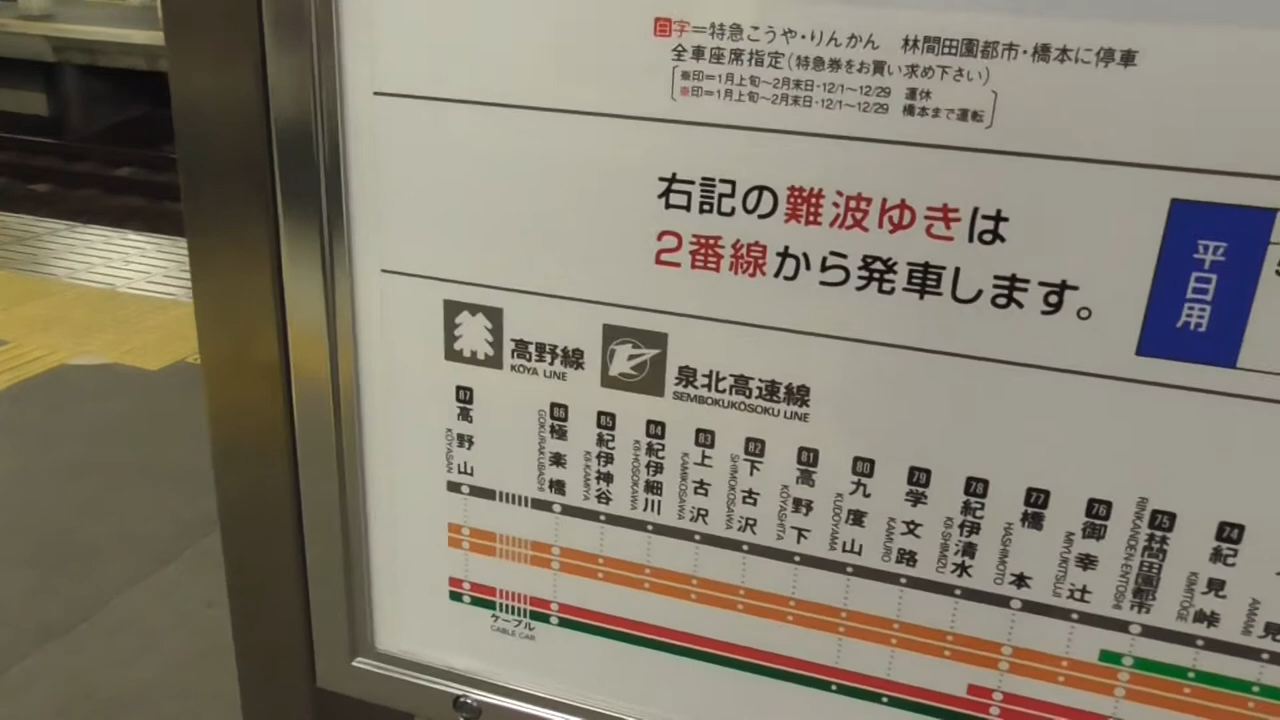 白字=特急こうや・りんかん 林間田園都市・橋本に停車
全車座席指定(特急券をお買い求め下さい)
※印=1月上旬〜2月末日・12/1〜12/29 運休
※印=1月上旬〜2月末日・12/1〜12/29 橋本まで運転
右記の難波ゆきは
2番線から発車します。
平日用
高野線
KŌYA LINE
泉北高速線
SEMBOKUKŌSOKU LINE
87 高野山 KŌYASAN
86 極楽橋 GOKURAKUBASHI
85 紀伊神谷 KII-KAMIYA
84 紀伊細川 KII-HOSOKAWA
83 上古沢 KAMIKOSAWA
82 下古沢 SHIMOKOSAWA
81 高野下 KŌYASHITA
80 九度山 KUDOYAMA
79 学文路 KAMURO
78 紀伊清水 KII-SHIMIZU
77 橋本 HASHIMOTO
76 御幸辻 MIYUKITSUJI
75 林間田園都市 RINKANDEN-ENTOSHI
74 紀見峠 KIMITOGE
見
AMAMI
ケーブル
CABLE CAR